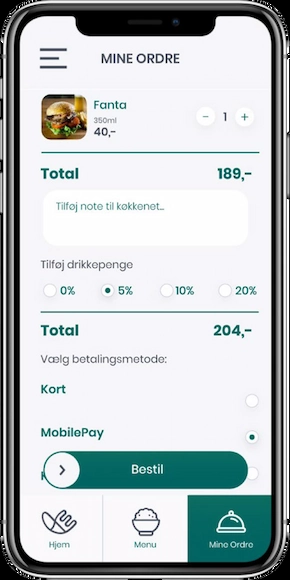 MINE ORDRE
Fanta
350ml
40,-
− 1 +
Total 189,-
Tilføj note til køkkenet...
Tilføj drikkepenge
0% 5% 10% 20%
Total 204,-
Vælg betalingsmetode:
Kort
MobilePay
Bestil
Hjem Menu Mine Ordre